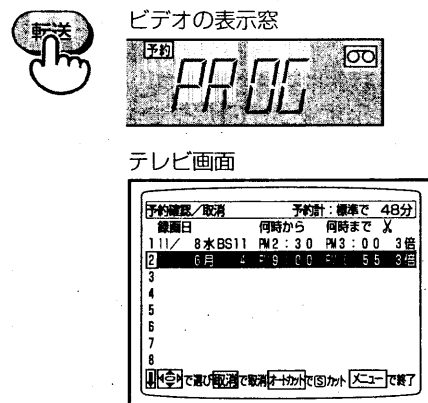 転送
ビデオの表示窓
予約
PROG
テレビ画面
予約確認/取消 予約計:標準で 48分
録画日 何時から 何時まで
1 11/ 8水BS11 PM2:30 PM3:00 3倍
2 6月 4 PM9:00 55 3倍
3
4
5
6
7
8
で選び取消で取消オートカットでⓈカット メニューで終了